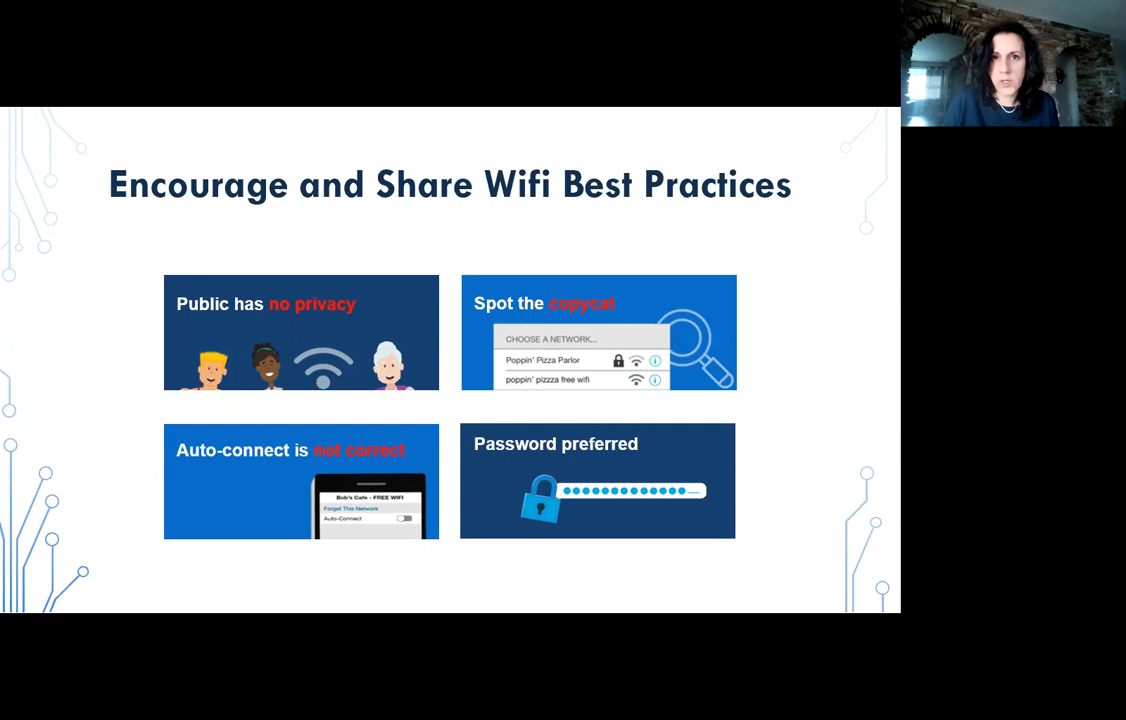 Encourage and Share Wifi Best Practices
Public has no privacy
Spot the copycat
CHOOSE A NETWORK...
Poppin' Pizza Parlor
poppin' pizzza free wifi
Auto-connect is not correct
Bob's Cafe - FREE WIFI
Forget This Network
Auto-Connect
Password preferred